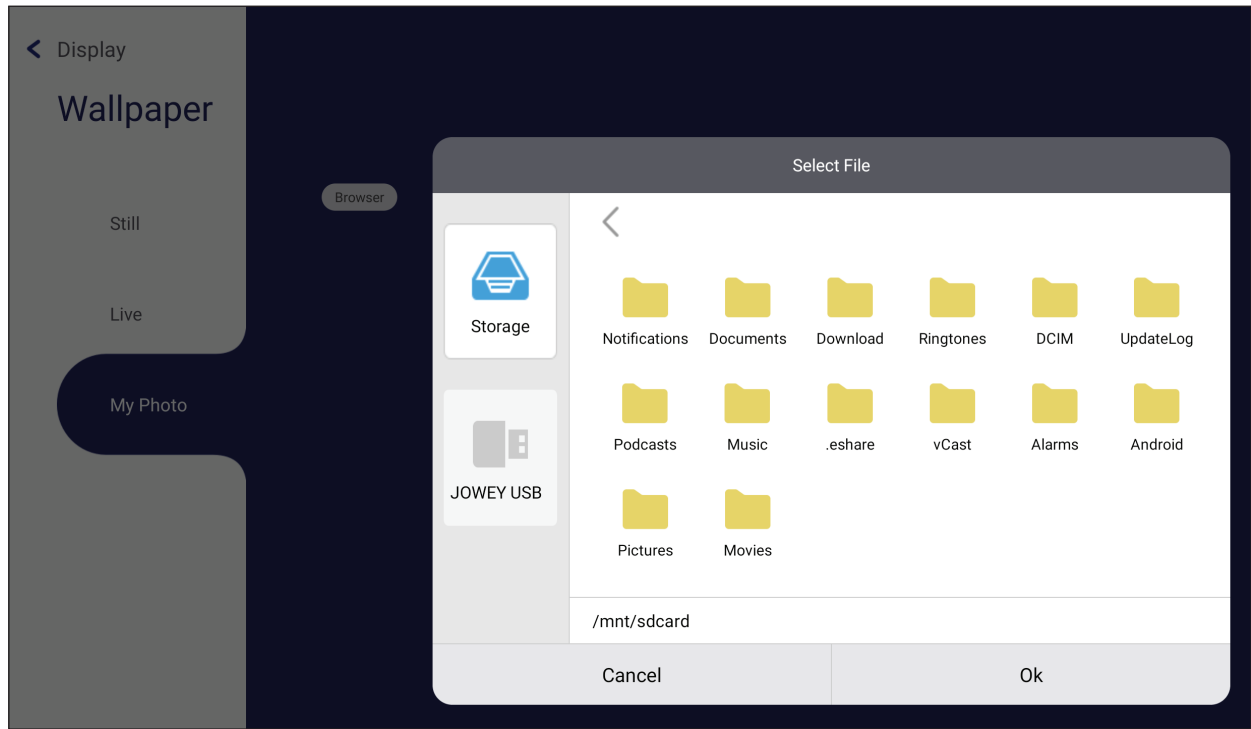 Display
Wallpaper
Still
Live
My Photo
Browser
Select File
Storage
JOWEY USB
Notifications Documents Download Ringtones DCIM UpdateLog
Podcasts Music .eshare vCast Alarms Android
Pictures Movies
/mnt/sdcard
Cancel Ok